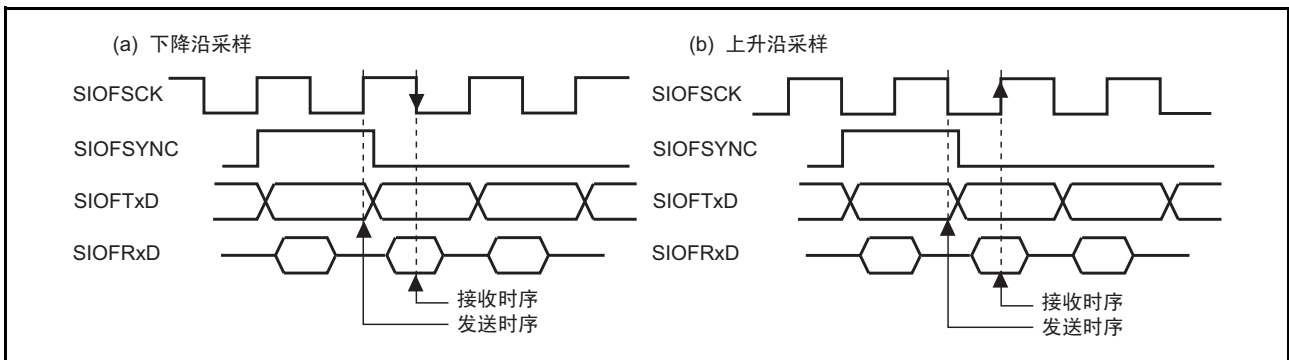 (a) 下降沿采样
SIOFSCK
SIOFSYNC
SIOFTxD
SIOFRxD
接收时序
发送时序
(b) 上升沿采样
SIOFSCK
SIOFSYNC
SIOFTxD
SIOFRxD
接收时序
发送时序